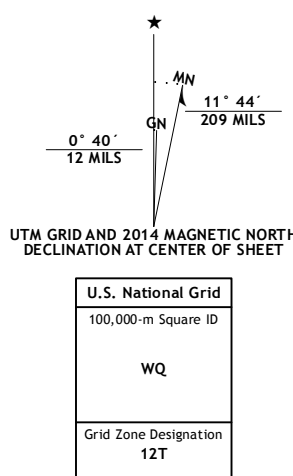 ★
MN
GN
11° 44´
209 MILS
0° 40´
12 MILS
UTM GRID AND 2014 MAGNETIC NORTH
DECLINATION AT CENTER OF SHEET
U.S. National Grid
100,000-m Square ID
WQ
Grid Zone Designation
12T